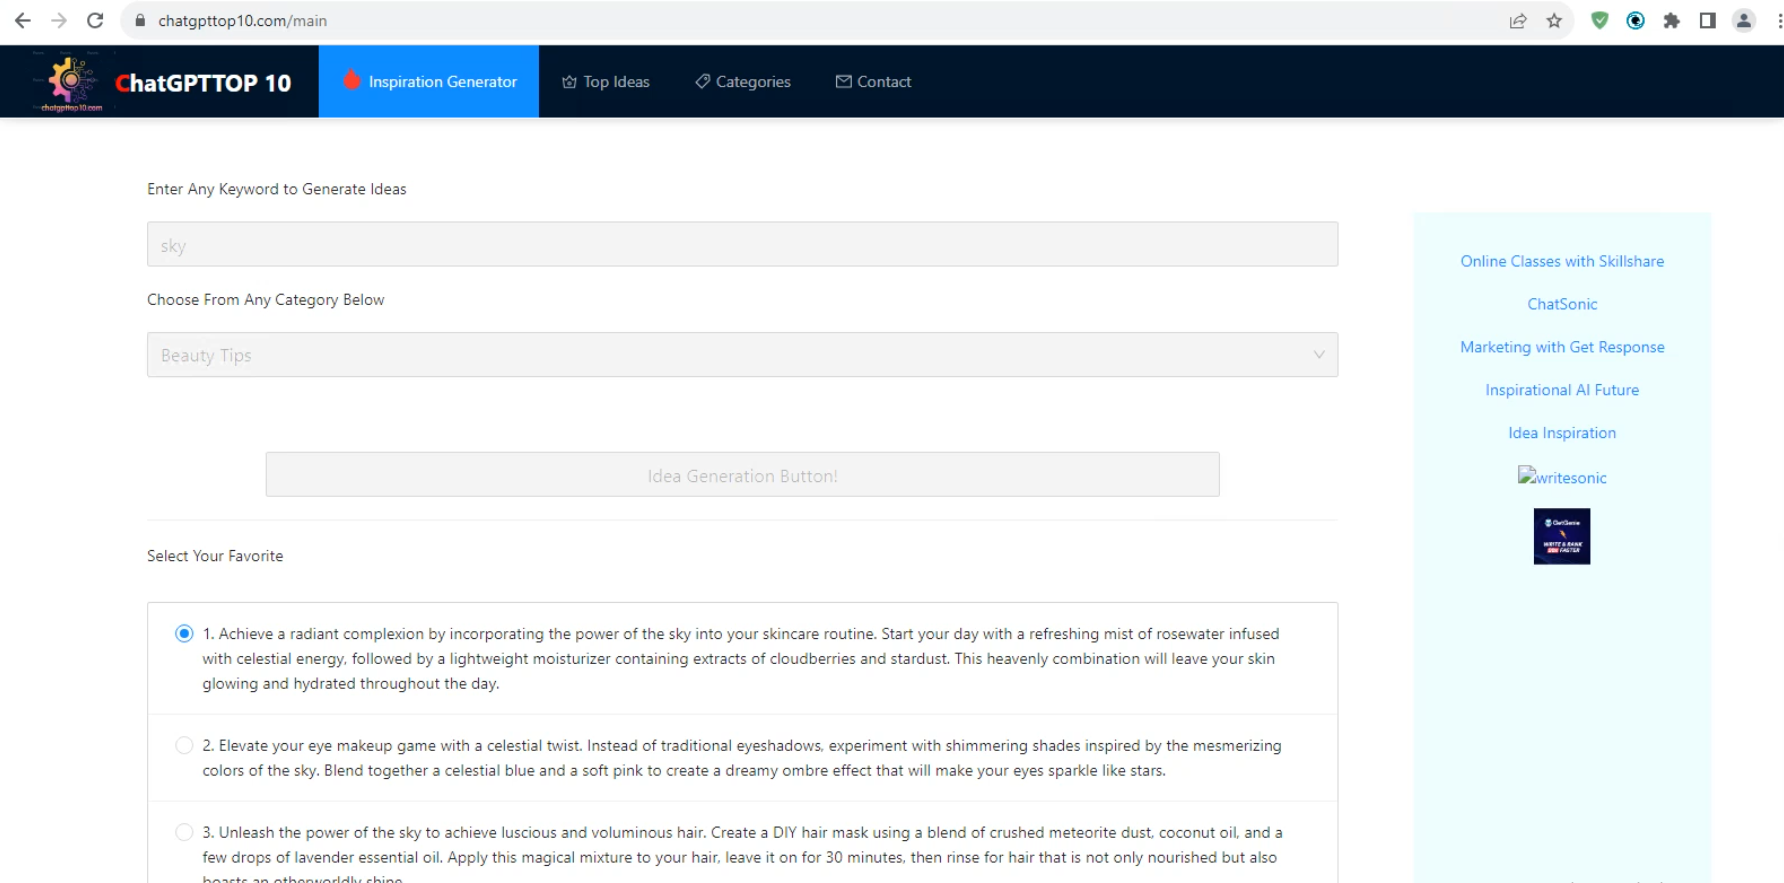 chatgpttop10.com/main
chatgpttop10.com
ChatGPTTOP 10
Inspiration Generator
Top Ideas
Categories
Contact
Enter Any Keyword to Generate Ideas
sky
Choose From Any Category Below
Beauty Tips
Idea Generation Button!
Select Your Favorite
1. Achieve a radiant complexion by incorporating the power of the sky into your skincare routine. Start your day with a refreshing mist of rosewater infused
with celestial energy, followed by a lightweight moisturizer containing extracts of cloudberries and stardust. This heavenly combination will leave your skin
glowing and hydrated throughout the day.
2. Elevate your eye makeup game with a celestial twist. Instead of traditional eyeshadows, experiment with shimmering shades inspired by the mesmerizing
colors of the sky. Blend together a celestial blue and a soft pink to create a dreamy ombre effect that will make your eyes sparkle like stars.
3. Unleash the power of the sky to achieve luscious and voluminous hair. Create a DIY hair mask using a blend of crushed meteorite dust, coconut oil, and a
few drops of lavender essential oil. Apply this magical mixture to your hair, leave it on for 30 minutes, then rinse for hair that is not only nourished but also
boasts an otherworldly shine.
Online Classes with Skillshare
ChatSonic
Marketing with Get Response
Inspirational AI Future
Idea Inspiration
writesonic
GetGenie
WRITE & RANK
FASTER